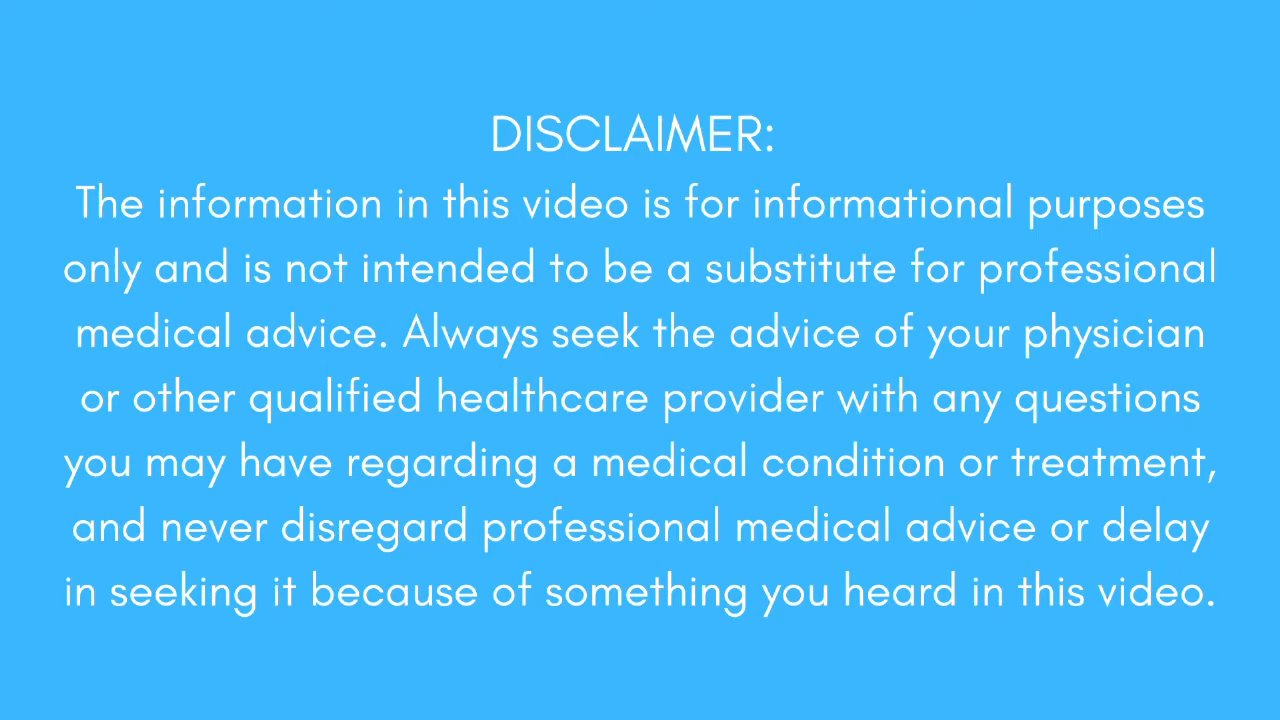 DISCLAIMER:
The information in this video is for informational purposes
only and is not intended to be a substitute for professional
medical advice. Always seek the advice of your physician
or other qualified healthcare provider with any questions
you may have regarding a medical condition or treatment,
and never disregard professional medical advice or delay
in seeking it because of something you heard in this video.